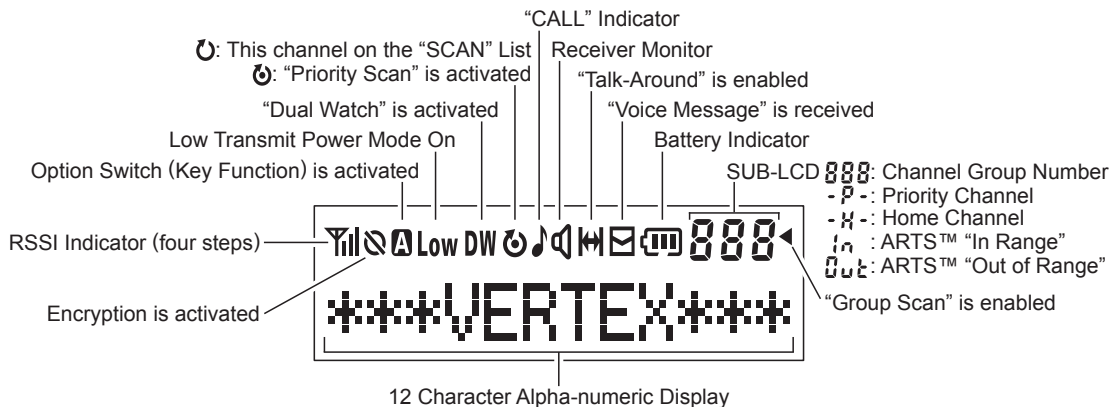 “CALL” Indicator
: This channel on the “SCAN” List
Receiver Monitor
: “Priority Scan” is activated
“Talk-Around” is enabled
“Dual Watch” is activated
“Voice Message” is received
Low Transmit Power Mode On
Battery Indicator
Option Switch (Key Function) is activated
SUB-LCD 888: Channel Group Number
-P-: Priority Channel
-H-: Home Channel
In : ARTS™ “In Range”
Out: ARTS™ “Out of Range”
RSSI Indicator (four steps)
A Low DW 888
Encryption is activated
“Group Scan” is enabled
***VERTEX***
12 Character Alpha-numeric Display